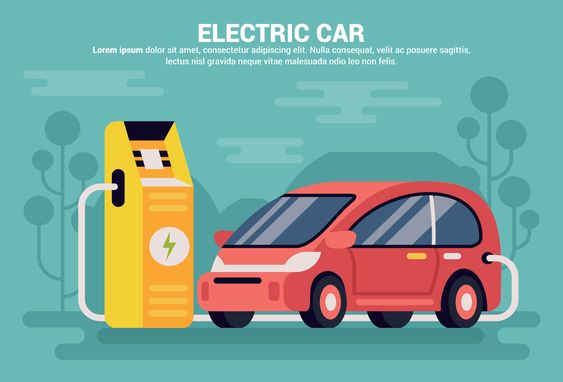 ELECTRIC CAR
Lorem ipsum dolor sit amet, consectetur adipiscing elit. Nulla consequat, velit ac posuere sagittis,
lectus nisl gravida neque vitae malesuada odio leo non felis.